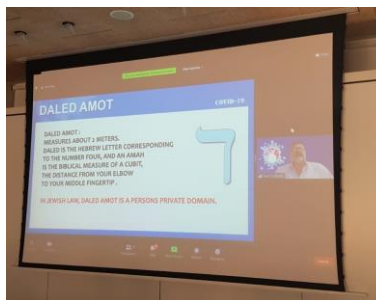 DALED AMOT
COVID-19
DALED AMOT :
MEASURES ABOUT 2 METERS.
DALED IS THE HEBREW LETTER CORRESPONDING
TO THE NUMBER FOUR, AND AN AMAH
IS THE BIBLICAL MEASURE OF A CUBIT,
THE DISTANCE FROM YOUR ELBOW
TO YOUR MIDDLE FINGERTIP .
ד
IN JEWISH LAW, DALED AMOT IS A PERSONS PRIVATE DOMAIN.